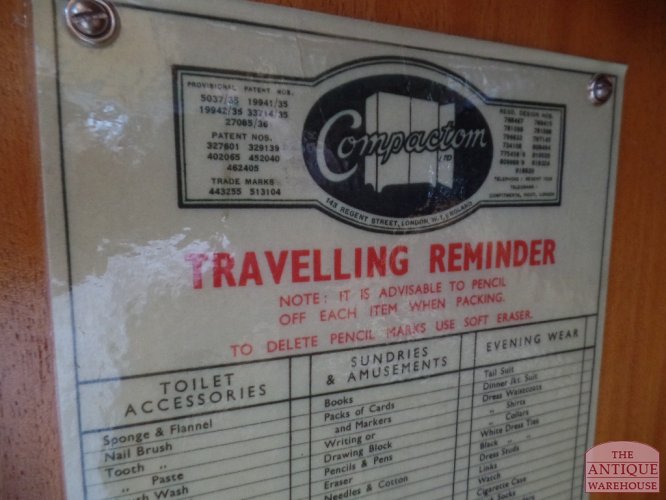 PROVISIONAL PATENT NOS.
5037/35 19941/35
19942/35 33714/35
27085/36
PATENT NOS.
327801 329139
402065 452040
462405
TRADE MARKS
443255 513104
Compactom
LTD
REGD. DESIGN NOS.
145 REGENT STREET, LONDON, W.1, ENGLAND
TRAVELLING REMINDER
NOTE: IT IS ADVISABLE TO PENCIL
OFF EACH ITEM WHEN PACKING.
TO DELETE PENCIL MARKS USE SOFT ERASER.
TOILET
ACCESSORIES
Sponge & Flannel
Nail Brush
Tooth „
„ Paste
Wash
SUNDRIES
& AMUSEMENTS
Books
Packs of Cards
and Markers
Writing or
Drawing Block
Pencils & Pens
Eraser
Needles & Cotton
EVENING WEAR
Tail Suit
Dinner Jkt. Suit
Dress Waistcoats
„ Shirts
„ Collars
White Dress Ties
Black „ „
Dress Studs
Links
Watch
Cigarette Case
THE
ANTIQUE
WAREHOUSE